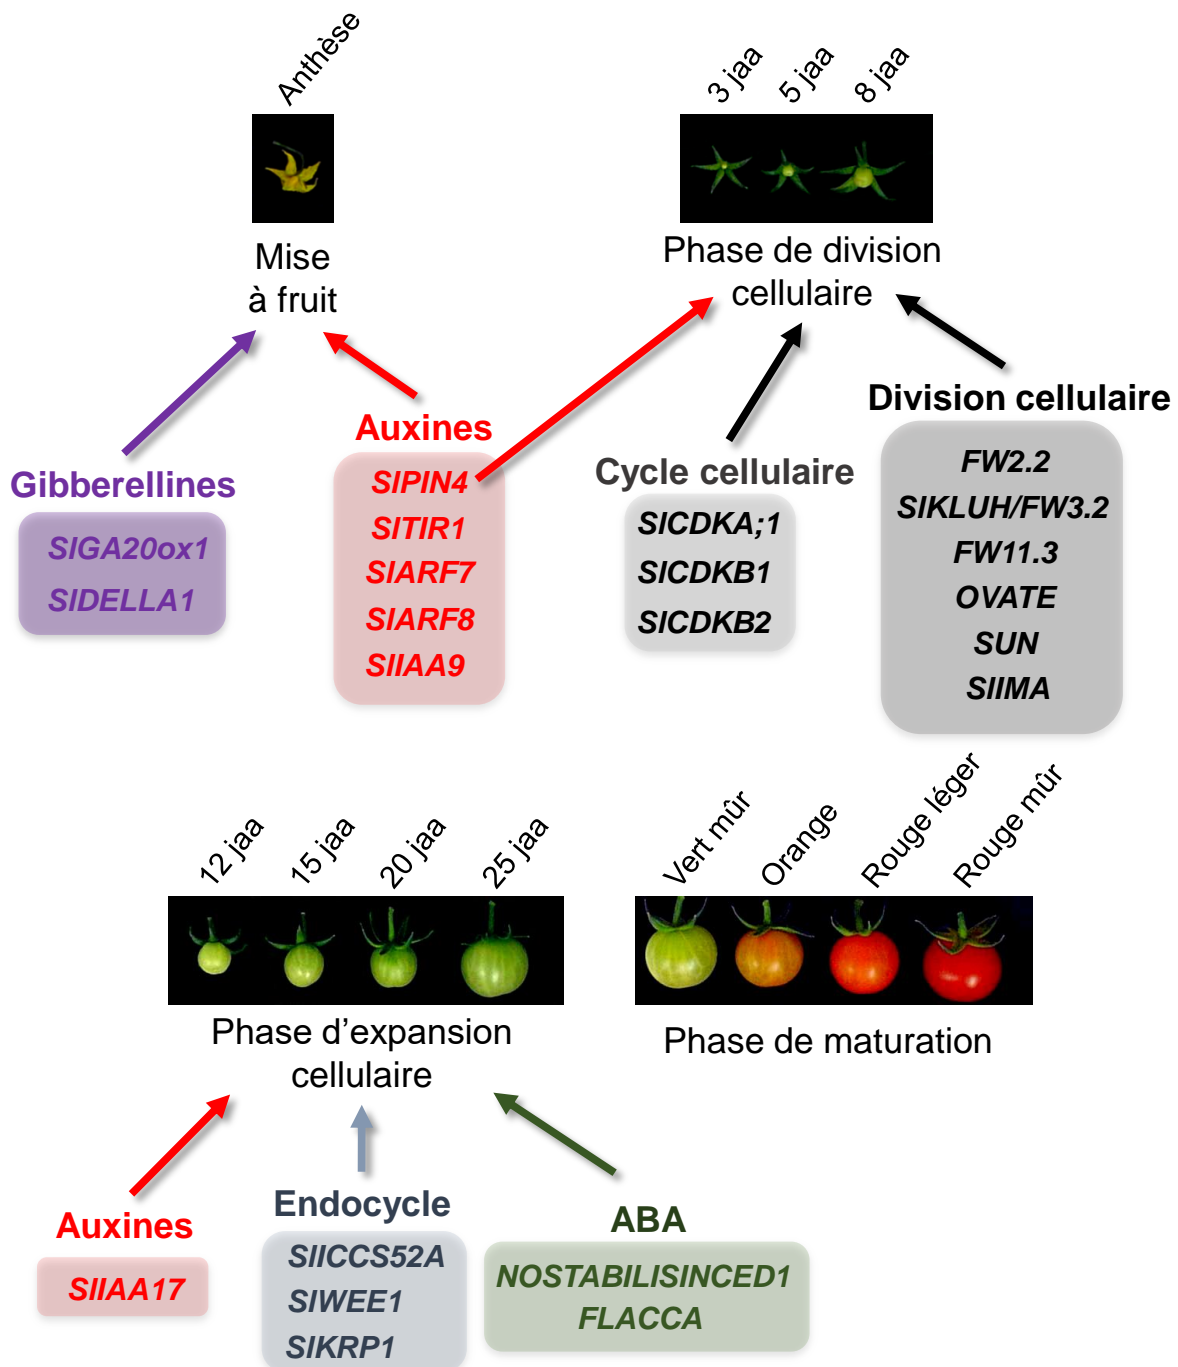 Anthèse
3 jaa
5 jaa
8 jaa
Mise
à fruit
Phase de division
cellulaire
Gibberellines
SlGA20ox1
SlDELLA1
Auxines
SlPIN4
SlTIR1
SlARF7
SlARF8
SlIAA9
Cycle cellulaire
SlCDKA;1
SlCDKB1
SlCDKB2
Division cellulaire
FW2.2
SlKLUH/FW3.2
FW11.3
OVATE
SUN
SlIMA
12 jaa
15 jaa
20 jaa
25 jaa
Phase d’expansion
cellulaire
Vert mûr
Orange
Rouge léger
Rouge mûr
Phase de maturation
Auxines
SlIAA17
Endocycle
SlICCS52A
SlWEE1
SlKRP1
ABA
NOSTABILISINCED1
FLACCA